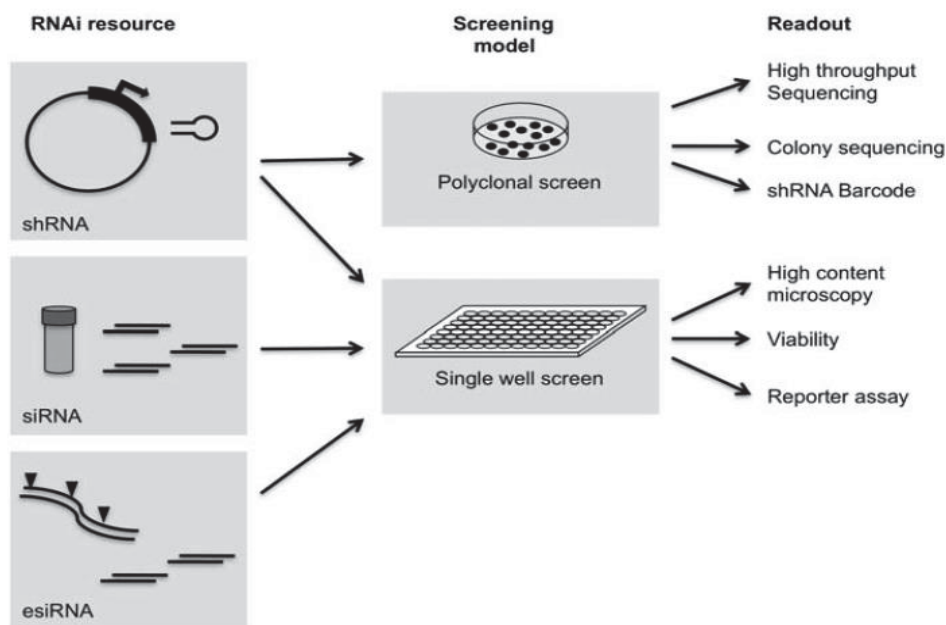 RNAi resource
Screening
model
Readout
shRNA
Polyclonal screen
High throughput
Sequencing
Colony sequencing
shRNA Barcode
siRNA
Single well screen
High content
microscopy
Viability
Reporter assay
esiRNA